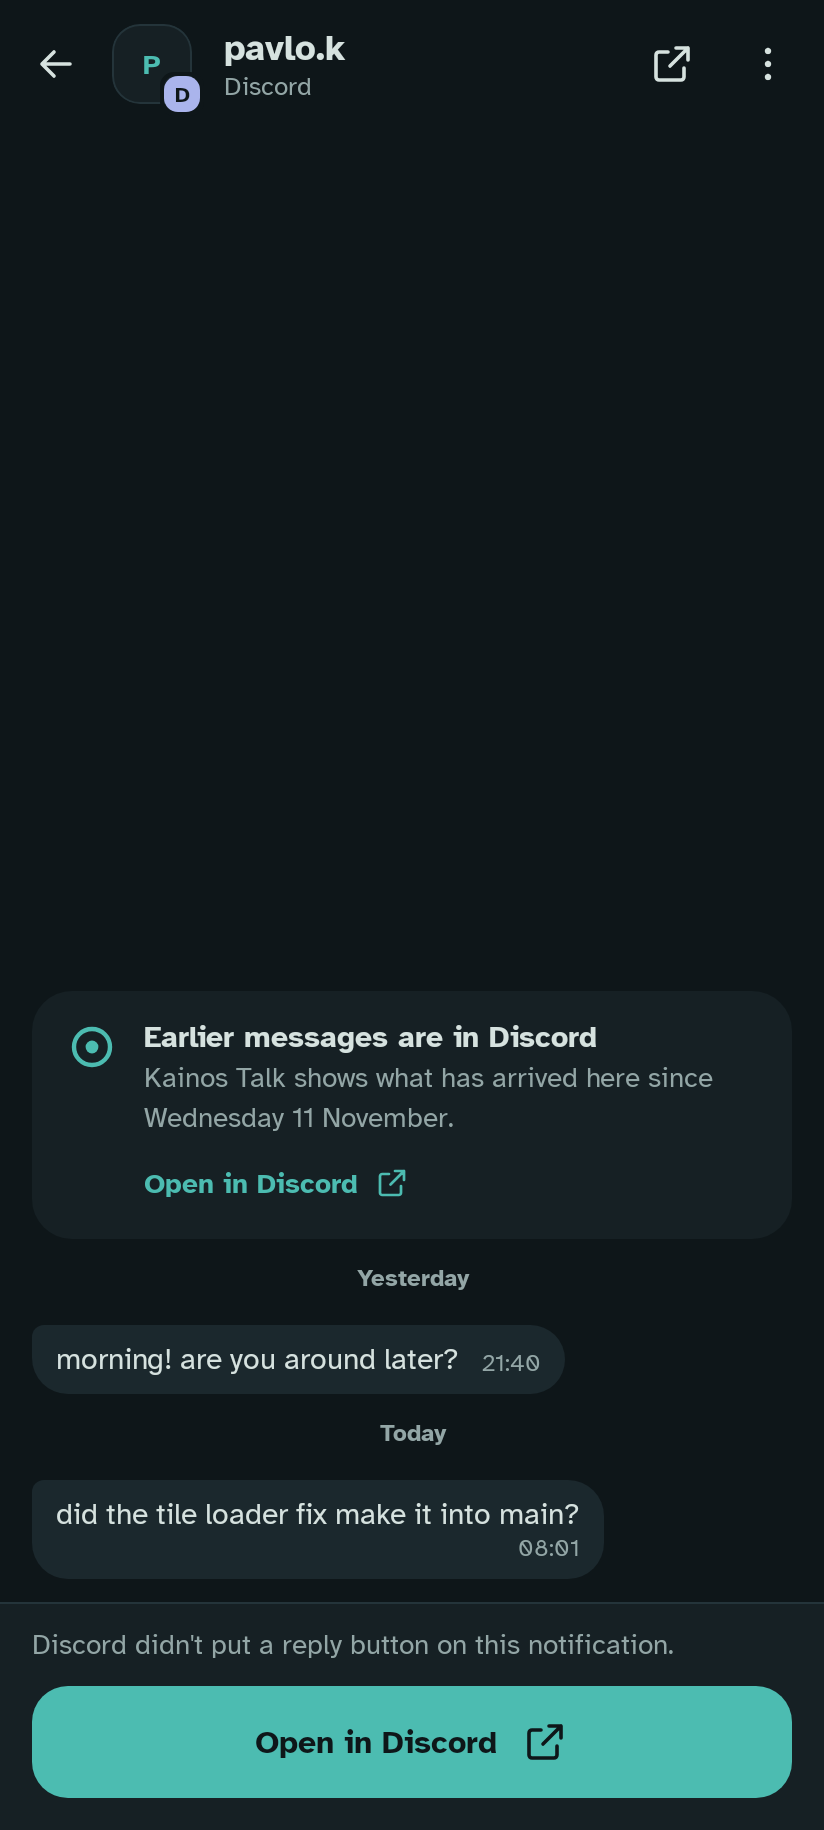 P
D
pavlo.k
Discord
Earlier messages are in Discord
Kainos Talk shows what has arrived here since
Wednesday 11 November.
Open in Discord
Yesterday
morning! are you around later? 21:40
Today
did the tile loader fix make it into main?
08:01
Discord didn't put a reply button on this notification.
Open in Discord